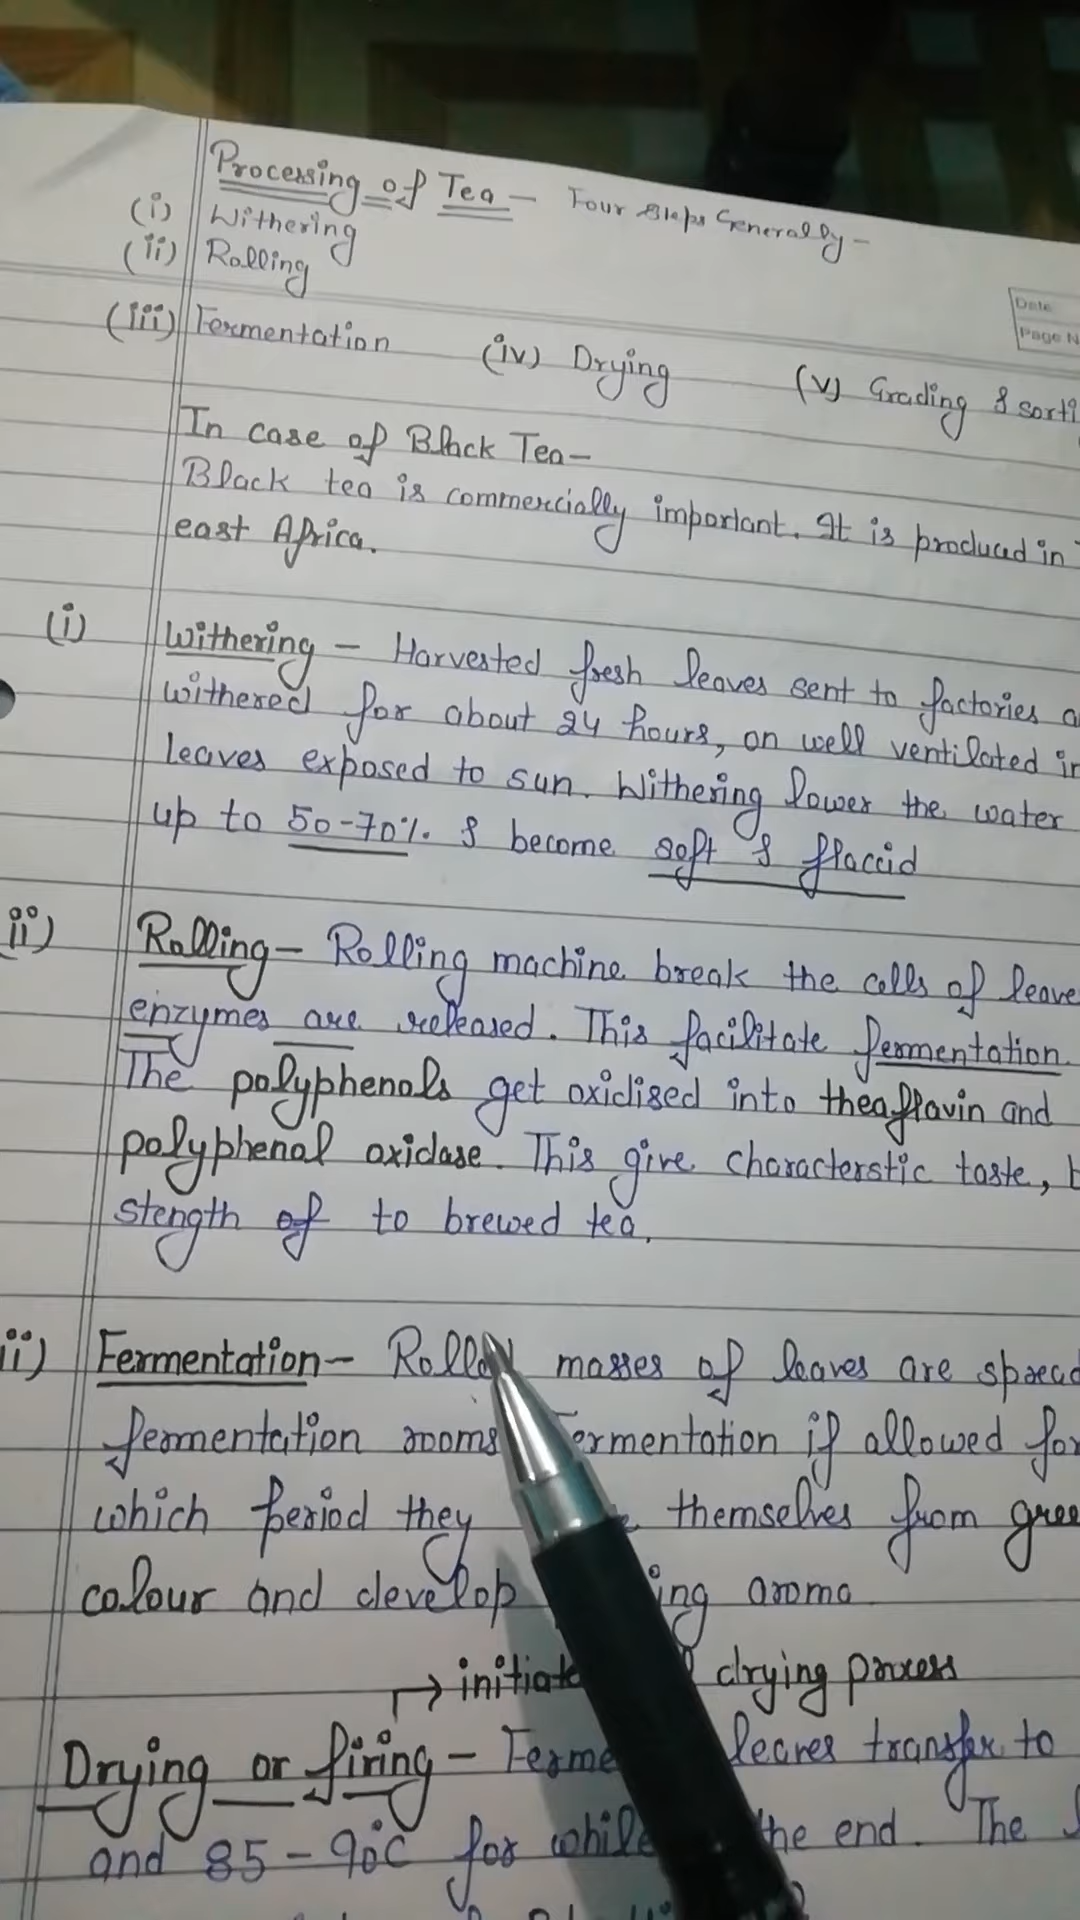 Processing of Tea - Four Steps Generally -
(i) Withering
(ii) Rolling
Date
Page N
(iii) Fermentation (iv) Drying (v) Grading & sorti
In case of Black Tea -
Black tea is commercially important. It is produced in
east Africa.
(i) Withering - Harvested fresh leaves sent to factories a
withered for about 24 hours, on well ventilated in
leaves exposed to sun. Withering lower the water
up to 50-70% & become soft & flaccid
ii) Rolling - Rolling machine break the cells of leave
enzymes are released. This facilitate fermentation
The polyphenols get oxidised into theaflavin and
polyphenol oxidase. This give characterstic taste, b
stength of to brewed tea.
ii) Fermentation - Rolled masses of leaves are spread
fermentation rooms ermentation if allowed for
which period they themselves from gree
colour and develop ing aroma
→ initiate drying process
Drying or firing - Ferme leaves transfer to
and 85-90°C for while the end. The